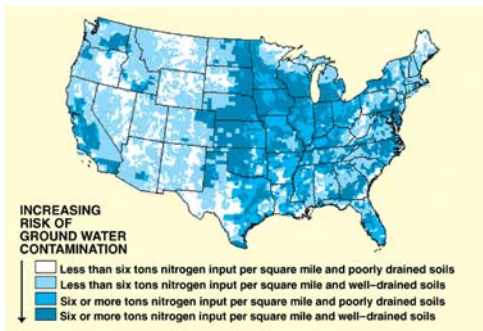 INCREASING
RISK OF
GROUND WATER
CONTAMINATION
Less than six tons nitrogen input per square mile and poorly drained soils
Less than six tons nitrogen input per square mile and well–drained soils
Six or more tons nitrogen input per square mile and poorly drained soils
Six or more tons nitrogen input per square mile and well–drained soils